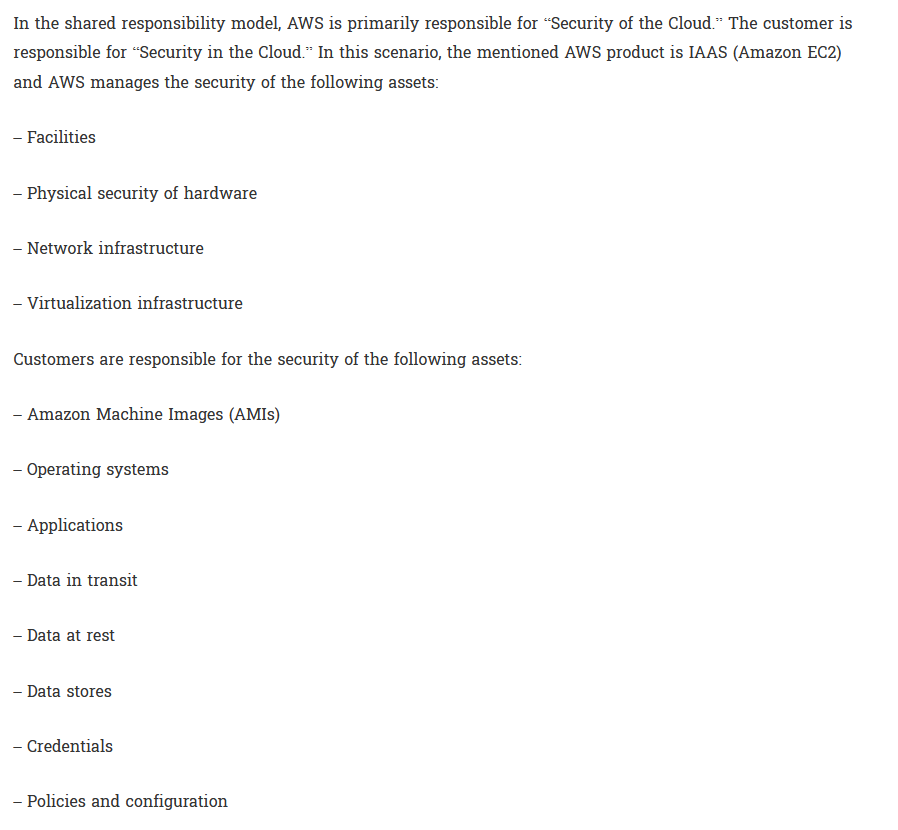 In the shared responsibility model, AWS is primarily responsible for “Security of the Cloud.” The customer is
responsible for “Security in the Cloud.” In this scenario, the mentioned AWS product is IAAS (Amazon EC2)
and AWS manages the security of the following assets:
– Facilities
– Physical security of hardware
– Network infrastructure
– Virtualization infrastructure
Customers are responsible for the security of the following assets:
– Amazon Machine Images (AMIs)
– Operating systems
– Applications
– Data in transit
– Data at rest
– Data stores
– Credentials
– Policies and configuration